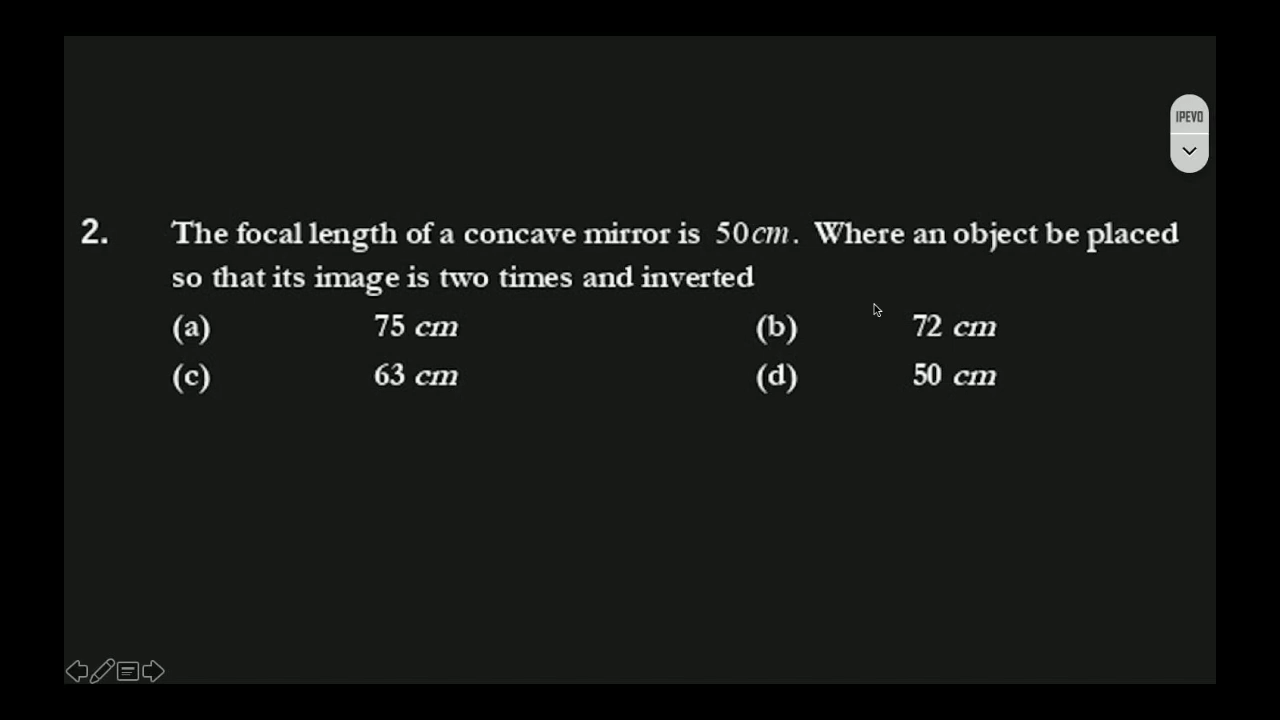 IPEVO
2. The focal length of a concave mirror is 50cm. Where an object be placed
so that its image is two times and inverted
(a) 75 cm (b) 72 cm
(c) 63 cm (d) 50 cm